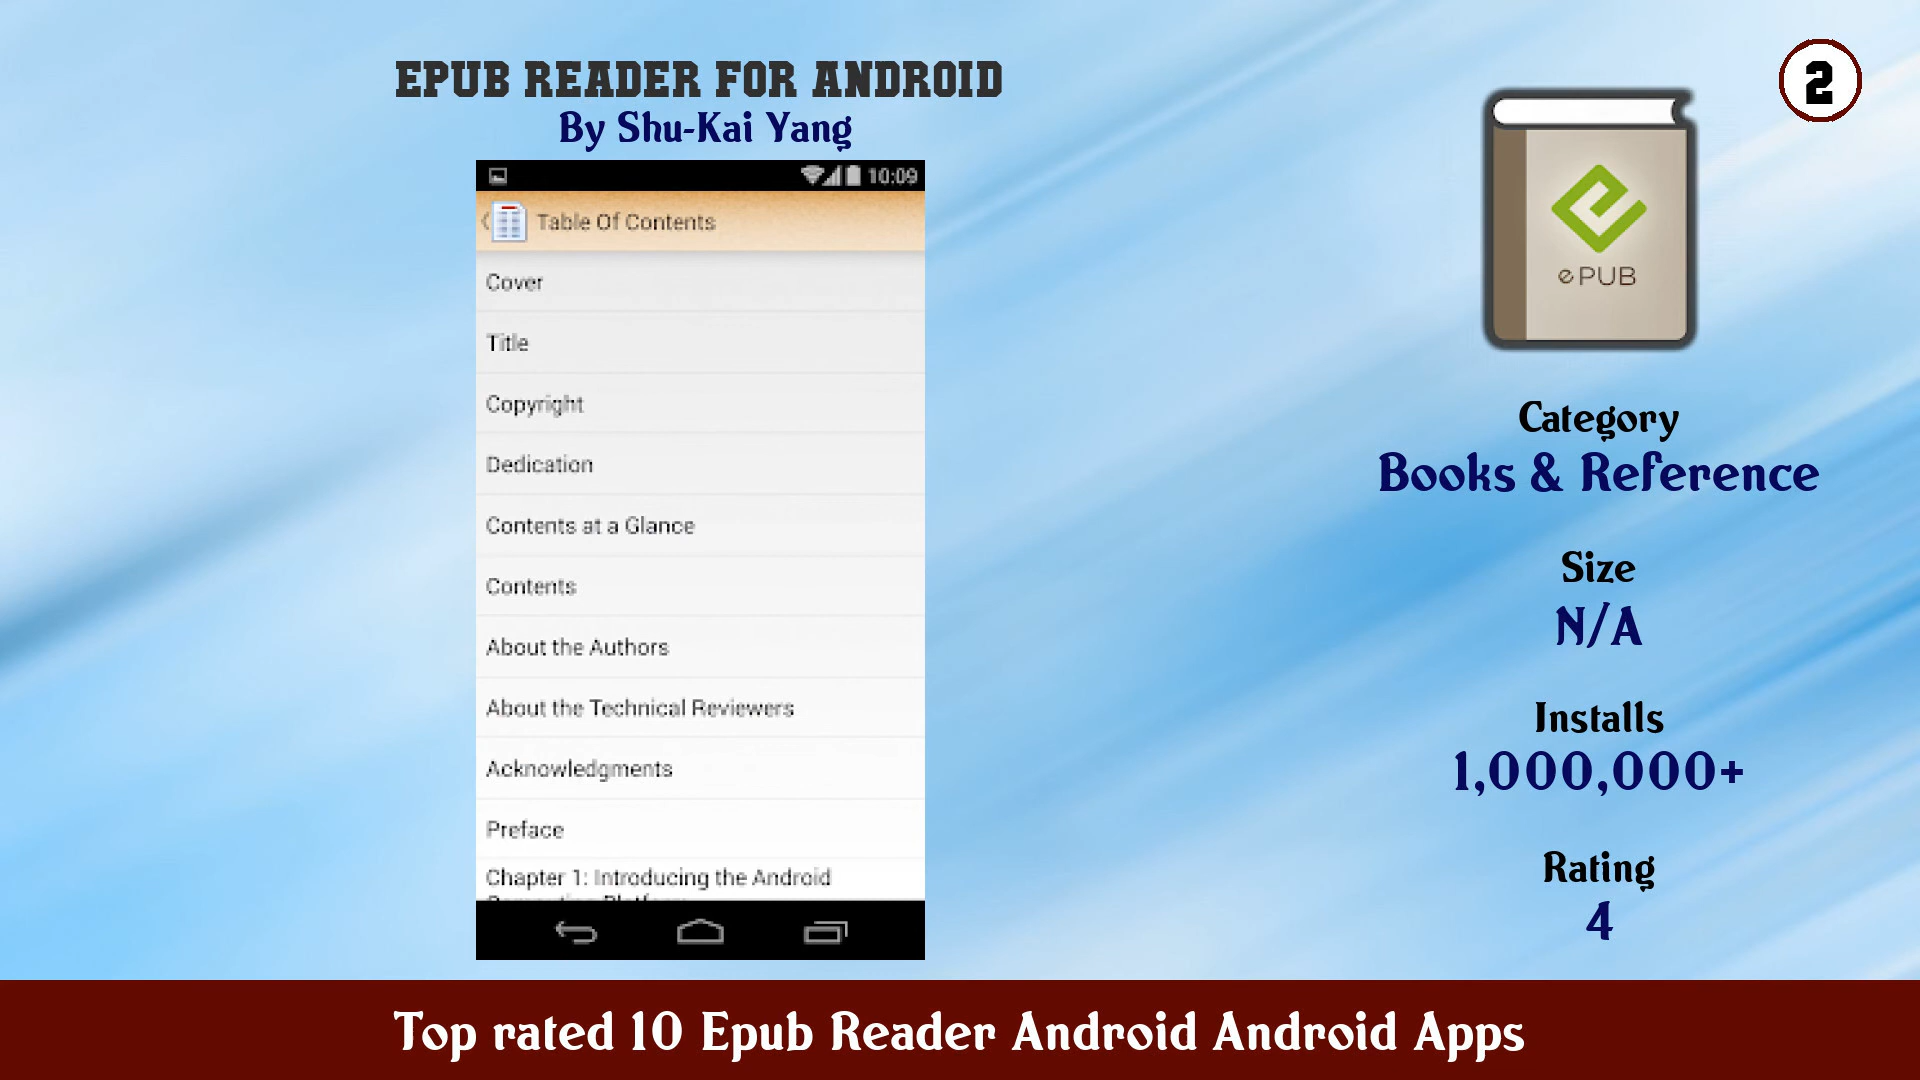 EPUB READER FOR ANDROID
By Shu-Kai Yang
2
10:09
Table Of Contents
Cover
Title
Copyright
Dedication
Contents at a Glance
Contents
About the Authors
About the Technical Reviewers
Acknowledgments
Preface
Chapter 1: Introducing the Android
ePUB
Category
Books & Reference
Size
N/A
Installs
1,000,000+
Rating
4
Top rated 10 Epub Reader Android Android Apps